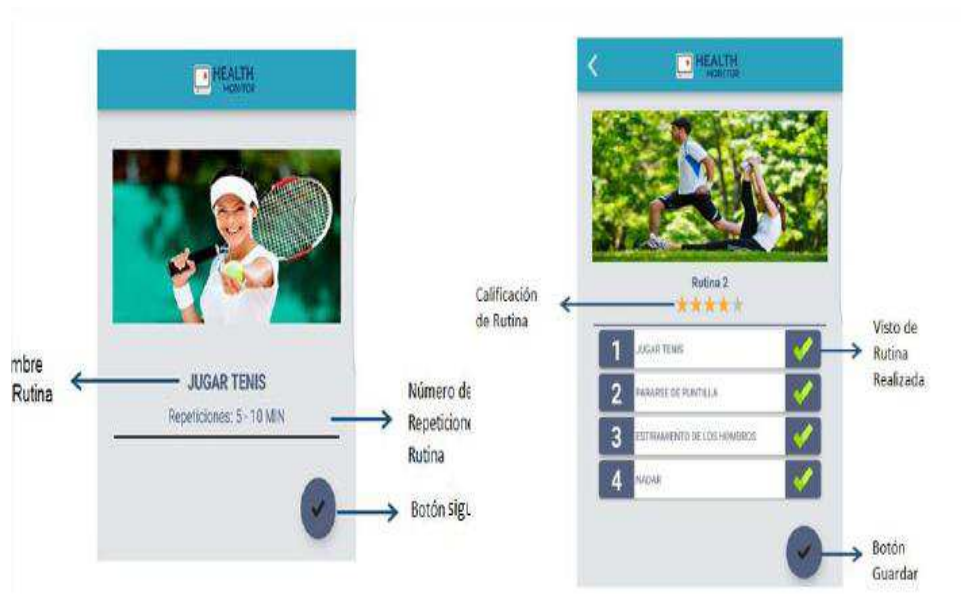 HEALTH
MONITOR
mbre
Rutina
JUGAR TENIS
Repeticiones: 5 - 10 MIN
Número de
Repeticione
Rutina
Botón sigu
HEALTH
MONITOR
Rutina 2
Calificación
de Rutina
1 JUGAR TENIS
2 PARARSE DE PUNTILLA
3 ESTIRAMIENTO DE LOS HOMBROS
4 NADAR
Visto de
Rutina
Realizada
Botón
Guardar